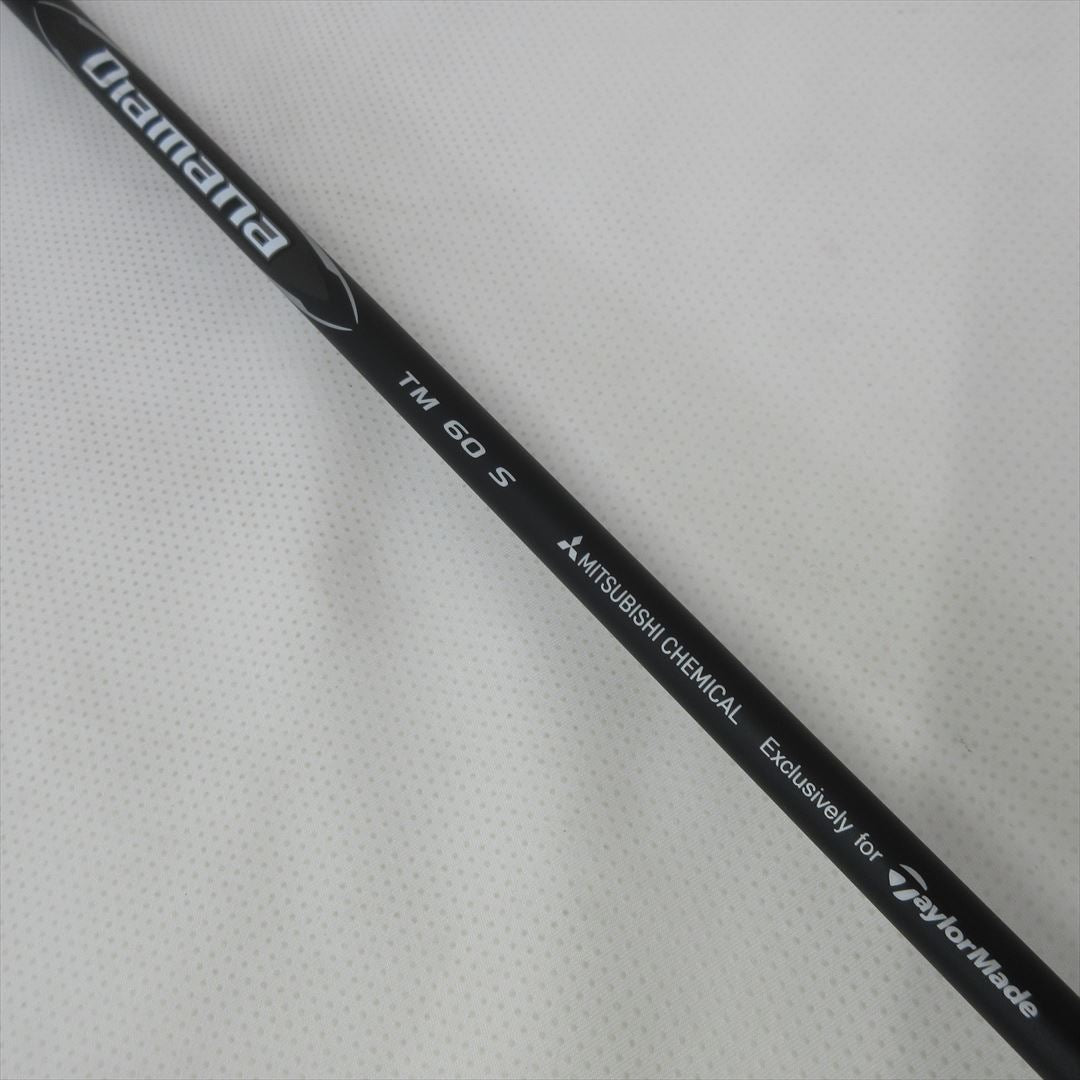 Diamana TM 60 S MITSUBISHI CHEMICAL Exclusively for TaylorMade